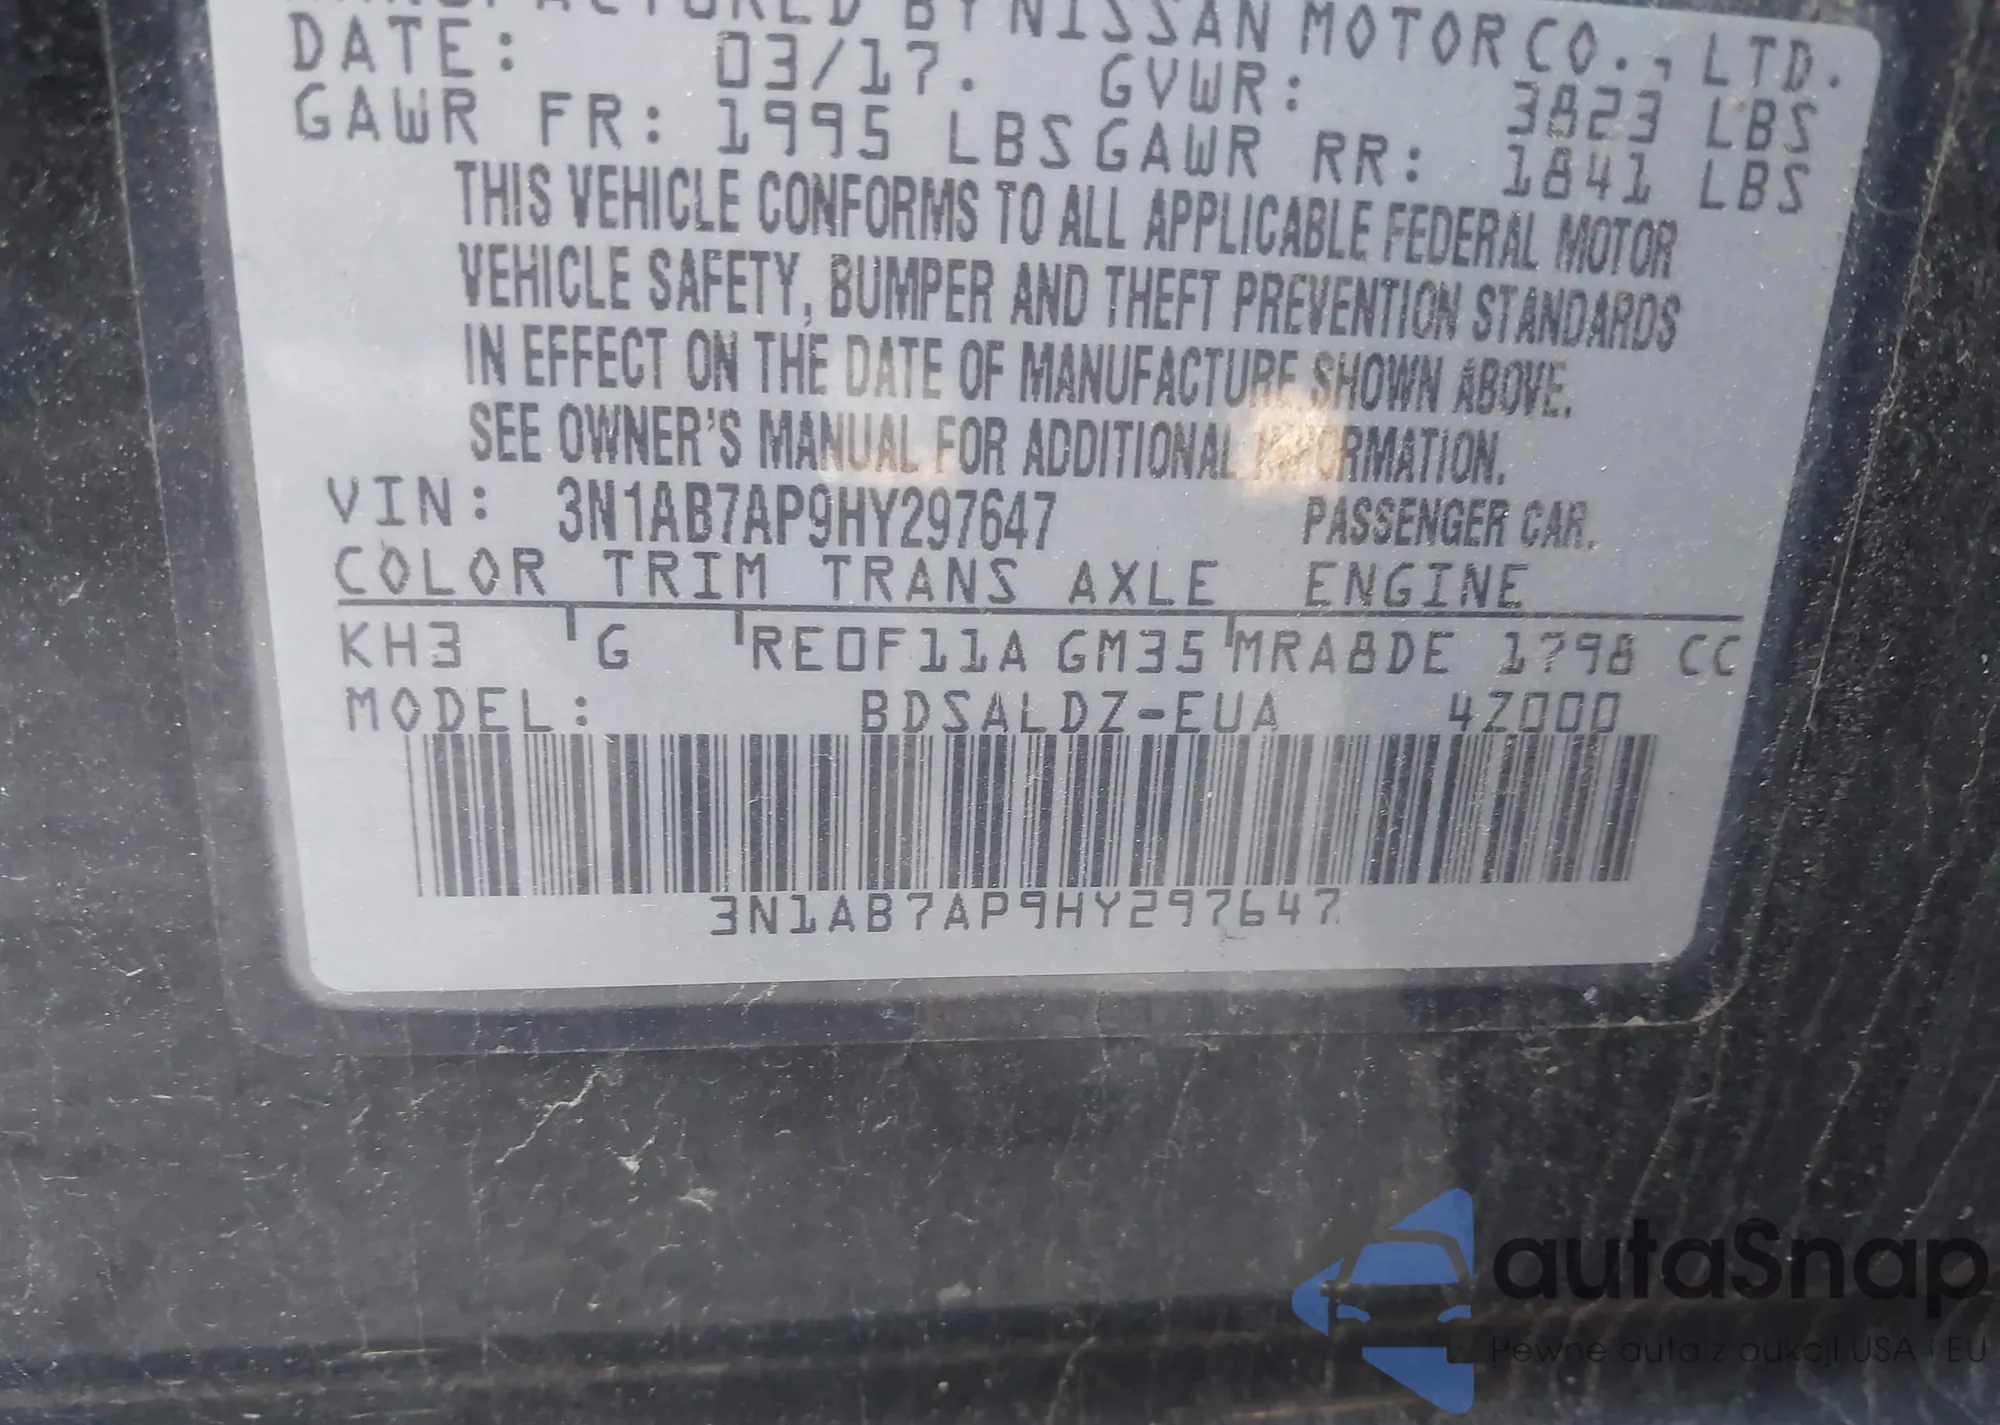 MANUFACTURED BY NISSAN MOTOR CO., LTD.
DATE: 03/17. GVWR: 3823 LBS
GAWR FR: 1995 LBS GAWR RR: 1841 LBS
THIS VEHICLE CONFORMS TO ALL APPLICABLE FEDERAL MOTOR
VEHICLE SAFETY, BUMPER AND THEFT PREVENTION STANDARDS
IN EFFECT ON THE DATE OF MANUFACTURE SHOWN ABOVE.
SEE OWNER'S MANUAL FOR ADDITIONAL INFORMATION.
VIN: 3N1AB7AP9HY297647 PASSENGER CAR.
COLOR TRIM TRANS AXLE ENGINE
KH3 G RE0F11A GM35 MRA8DE 1798 CC
MODEL: BDSALDZ-EUA 4Z000
3N1AB7AP9HY297647
autaSnap
Pewne auta z aukcji USA i EU